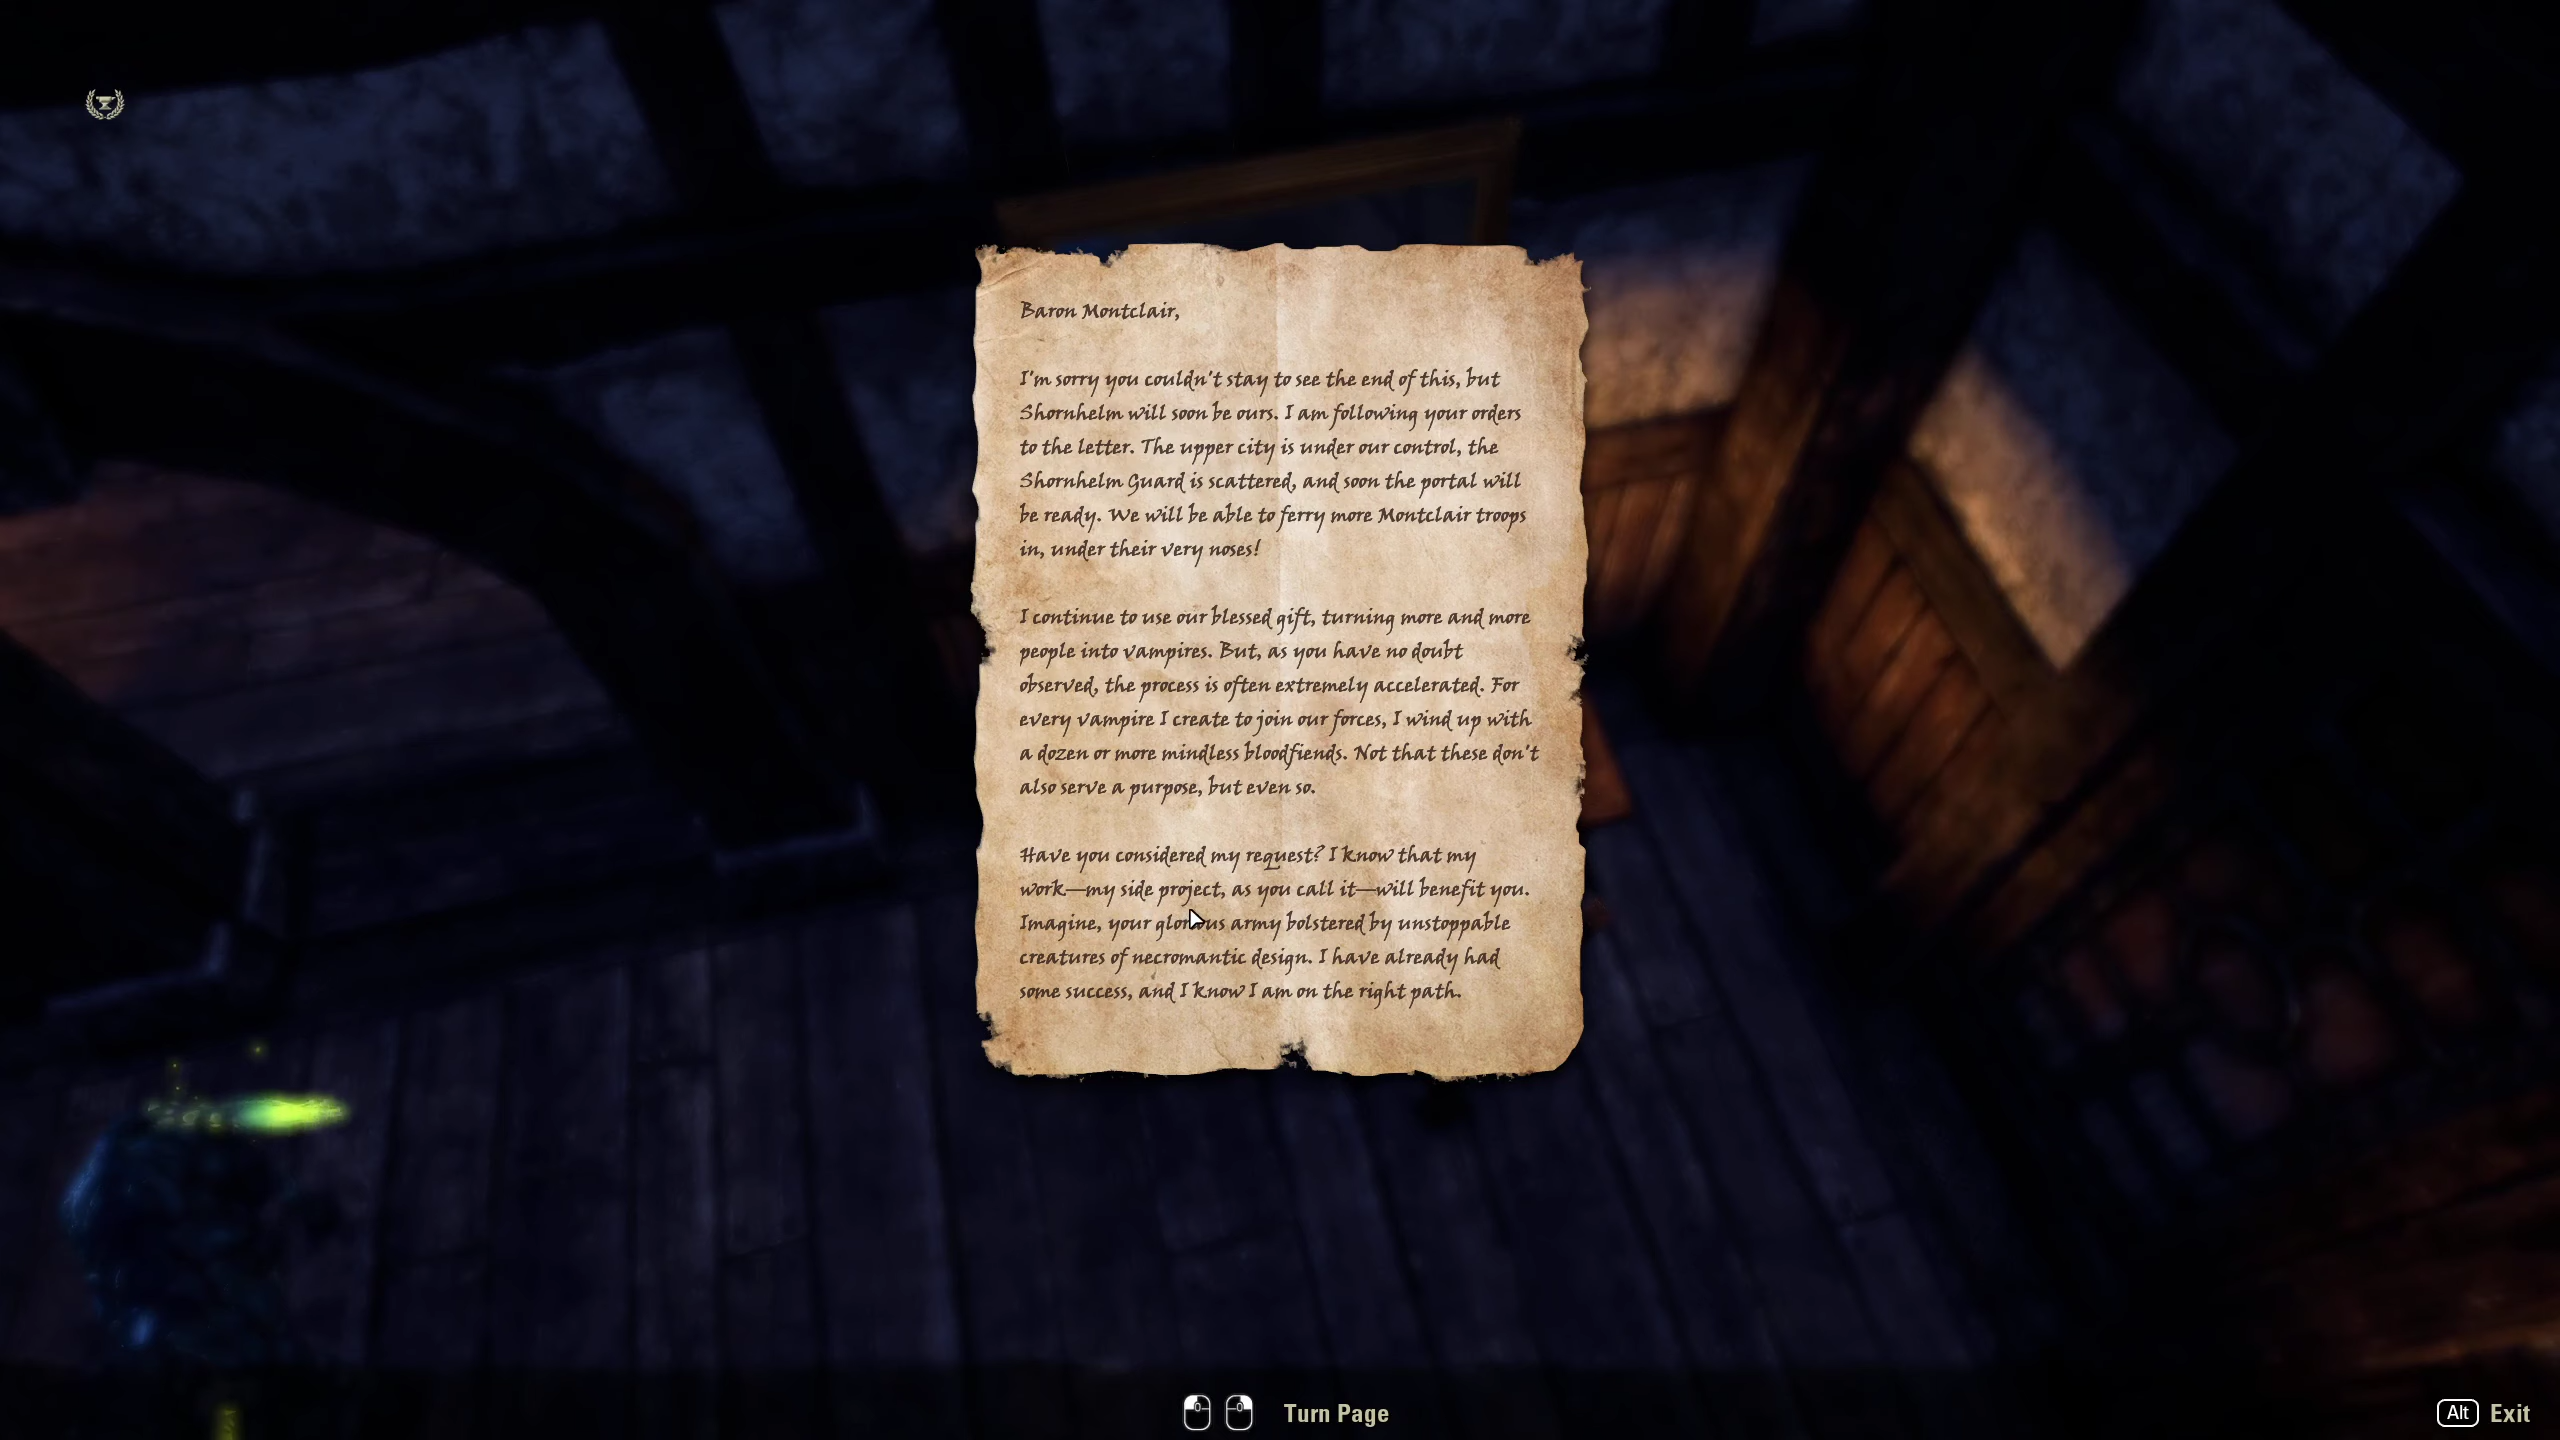 Baron Montclair,
I'm sorry you couldn't stay to see the end of this, but
Shornhelm will soon be ours. I am following your orders
to the letter. The upper city is under our control, the
Shornhelm Guard is scattered, and soon the portal will
be ready. We will be able to ferry more Montclair troops
in, under their very noses!
I continue to use our blessed gift, turning more and more
people into vampires. But, as you have no doubt
observed, the process is often extremely accelerated. For
every vampire I create to join our forces, I wind up with
a dozen or more mindless bloodfiends. Not that these don't
also serve a purpose, but even so.
Have you considered my request? I know that my
work—my side project, as you call it—will benefit you.
Imagine, your glorious army bolstered by unstoppable
creatures of necromantic design. I have already had
some success, and I know I am on the right path.
Turn Page
Alt Exit